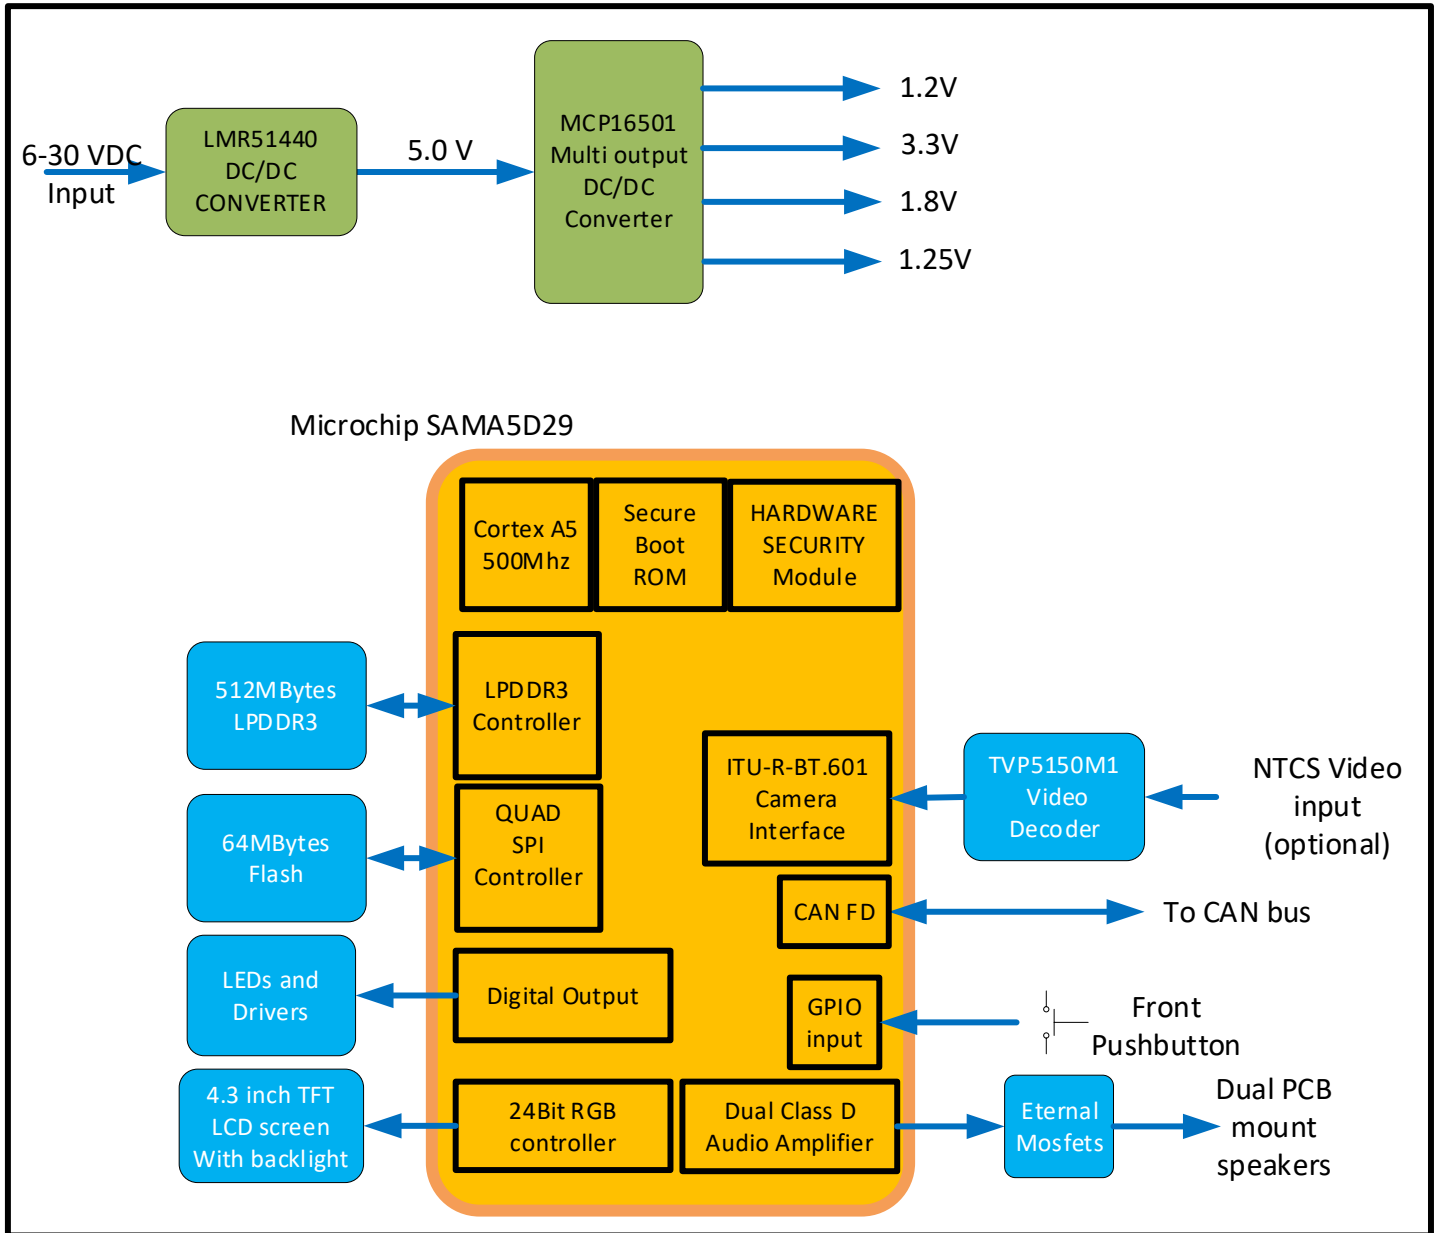 6-30 VDC
Input
LMR51440
DC/DC
CONVERTER
5.0 V
MCP16501
Multi output
DC/DC
Converter
1.2V
3.3V
1.8V
1.25V
Microchip SAMA5D29
Cortex A5
500Mhz
Secure
Boot
ROM
HARDWARE
SECURITY
Module
512MBytes
LPDDR3
LPDDR3
Controller
ITU-R-BT.601
Camera
Interface
TVP5150M1
Video
Decoder
NTCS Video
input
(optional)
64MBytes
Flash
QUAD
SPI
Controller
CAN FD
To CAN bus
LEDs and
Drivers
Digital Output
GPIO
input
Front
Pushbutton
4.3 inch TFT
LCD screen
With backlight
24Bit RGB
controller
Dual Class D
Audio Amplifier
Eternal
Mosfets
Dual PCB
mount
speakers